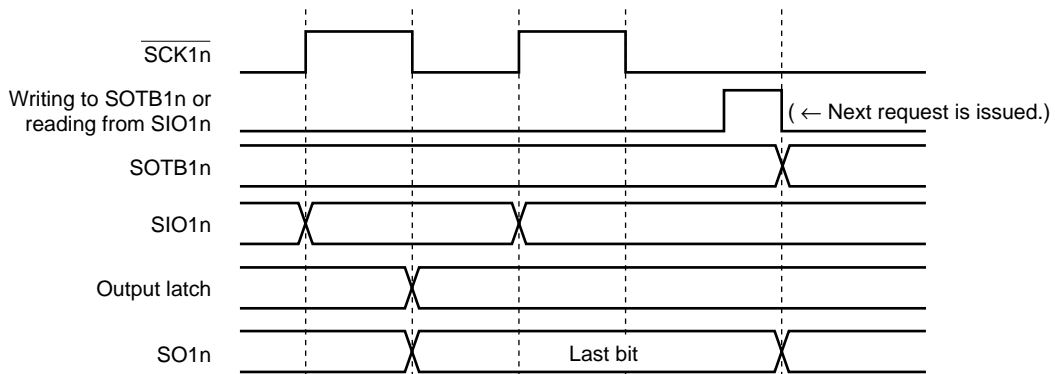 SCK1n
Writing to SOTB1n or
reading from SIO1n
( ← Next request is issued.)
SOTB1n
SIO1n
Output latch
SO1n
Last bit